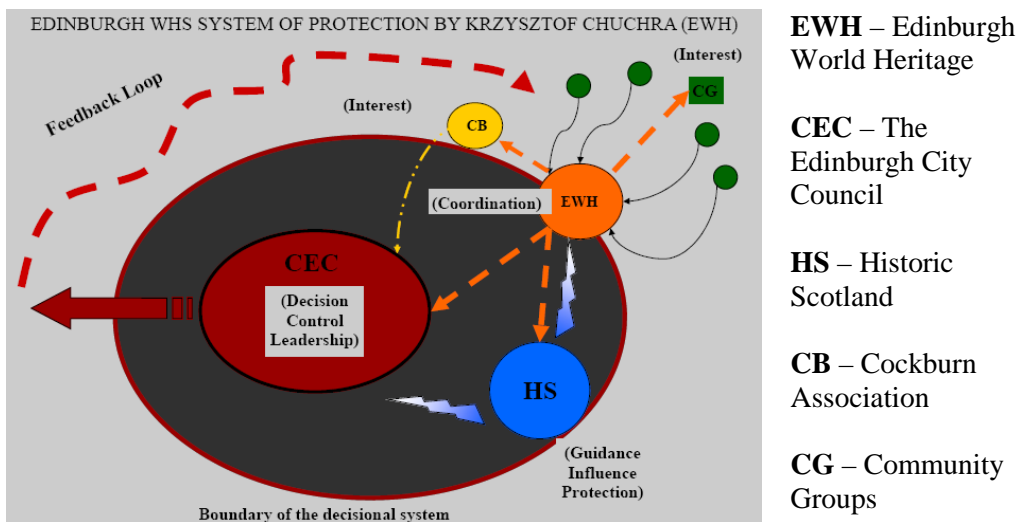 EDINBURGH WHS SYSTEM OF PROTECTION BY KRZYSZTOF CHUCHRA (EWH)
Feedback Loop
(Interest)
CB
(Interest)
CG
(Coordination)
EWH
CEC
(Decision
Control
Leadership)
HS
(Guidance
Influence
Protection)
Boundary of the decisional system
EWH – Edinburgh
World Heritage
CEC – The
Edinburgh City
Council
HS – Historic
Scotland
CB – Cockburn
Association
CG – Community
Groups